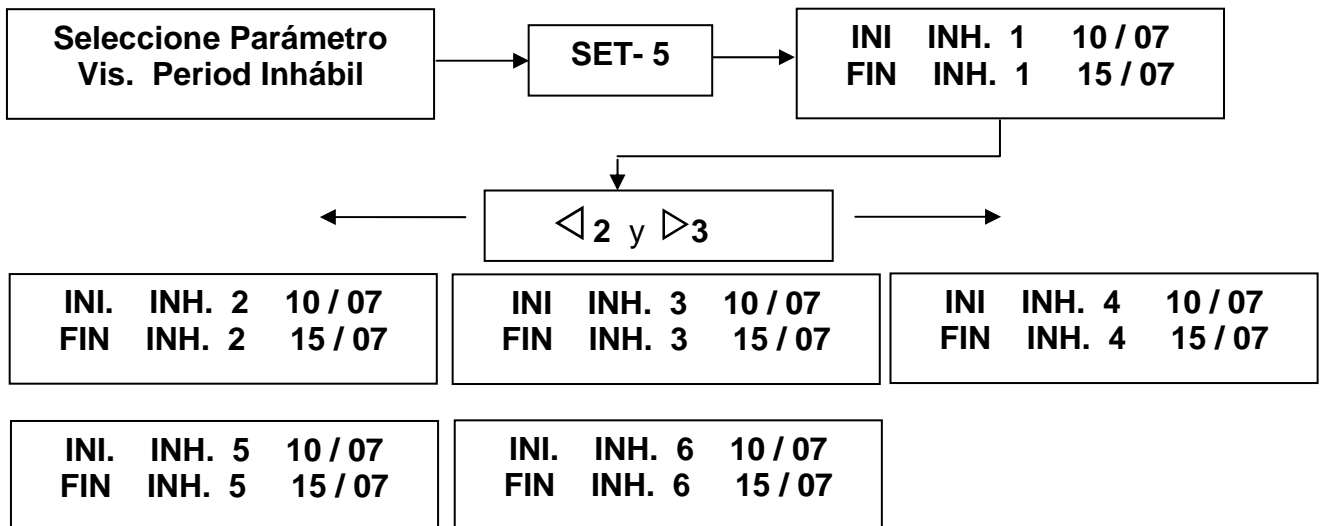 Seleccione Parámetro
Vis. Period Inhábil
SET- 5
INI INH. 1 10 / 07
FIN INH. 1 15 / 07
◁ 2 y ▷ 3
INI. INH. 2 10 / 07
FIN INH. 2 15 / 07
INI INH. 3 10 / 07
FIN INH. 3 15 / 07
INI INH. 4 10 / 07
FIN INH. 4 15 / 07
INI. INH. 5 10 / 07
FIN INH. 5 15 / 07
INI. INH. 6 10 / 07
FIN INH. 6 15 / 07